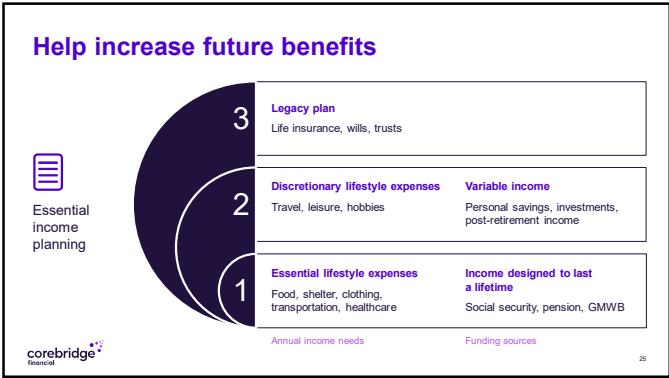 Help increase future benefits
3
Legacy plan
Life insurance, wills, trusts
Essential
income
planning
2
Discretionary lifestyle expenses
Travel, leisure, hobbies
Variable income
Personal savings, investments,
post-retirement income
1
Essential lifestyle expenses
Food, shelter, clothing,
transportation, healthcare
Income designed to last
a lifetime
Social security, pension, GMWB
Annual income needs
Funding sources
corebridge
financial
25